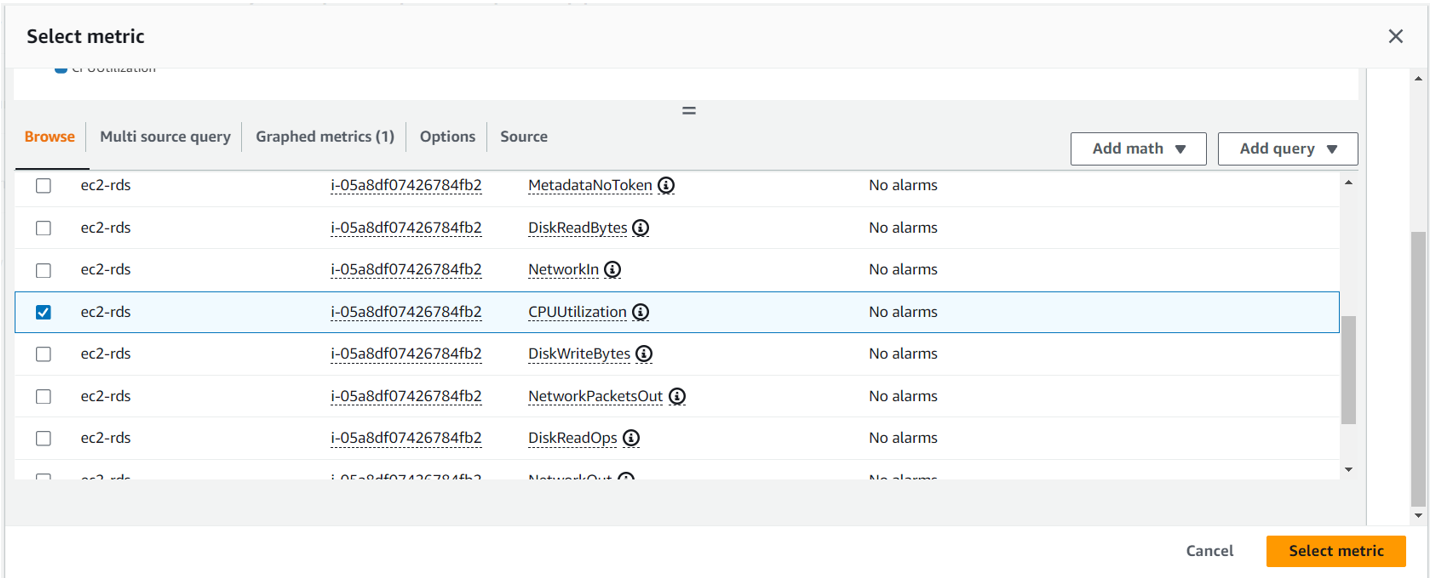 Select metric
CPUUtilization
Browse Multi source query Graphed metrics (1) Options Source Add math Add query
ec2-rds i-05a8df07426784fb2 MetadataNoToken No alarms
ec2-rds i-05a8df07426784fb2 DiskReadBytes No alarms
ec2-rds i-05a8df07426784fb2 NetworkIn No alarms
ec2-rds i-05a8df07426784fb2 CPUUtilization No alarms
ec2-rds i-05a8df07426784fb2 DiskWriteBytes No alarms
ec2-rds i-05a8df07426784fb2 NetworkPacketsOut No alarms
ec2-rds i-05a8df07426784fb2 DiskReadOps No alarms
ec2-rds i-05a8df07426784fb2 NetworkOut No alarms
Cancel Select metric